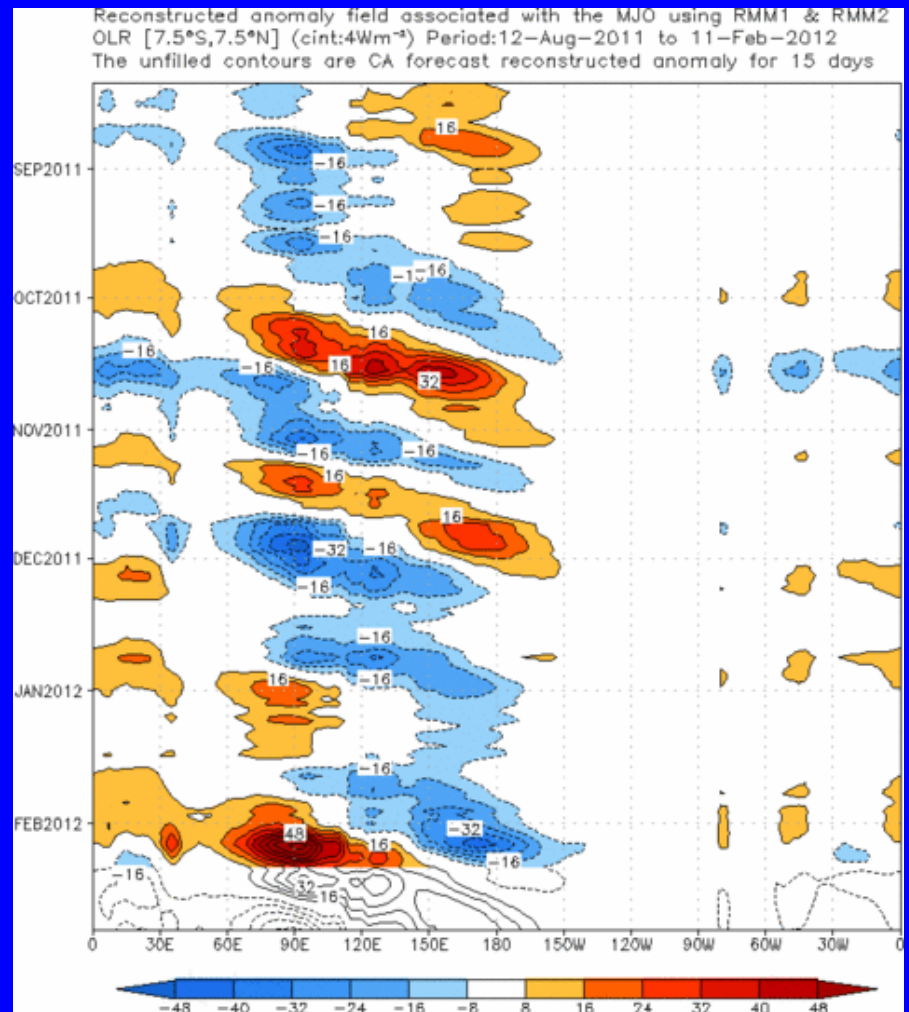 Reconstructed anomaly field associated with the MJO using RMM1 & RMM2
OLR [7.5°S,7.5°N] (cint:4Wm⁻²) Period:12-Aug-2011 to 11-Feb-2012
The unfilled contours are CA forecast reconstructed anomaly for 15 days
16
-16
SEP2011
-16
-16
OCT2011
16
-16
-16
16
32
NOV2011
-16
-16
16
16
-32
-16
DEC2011
-16
-16
-16
16
JAN2012
-16
FEB2012
-32
48
16
-16
-16
32
16
0 30E 60E 90E 120E 150E 180 150W 120W 90W 60W 30W 0
-48 -40 -32 -24 -16 -8 8 16 24 32 40 48